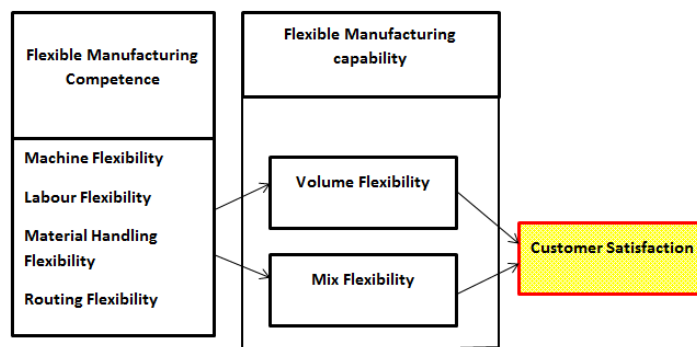 Flexible Manufacturing
Competence
Machine Flexibility
Labour Flexibility
Material Handling
Flexibility
Routing Flexibility
Flexible Manufacturing
capability
Volume Flexibility
Mix Flexibility
Customer Satisfaction